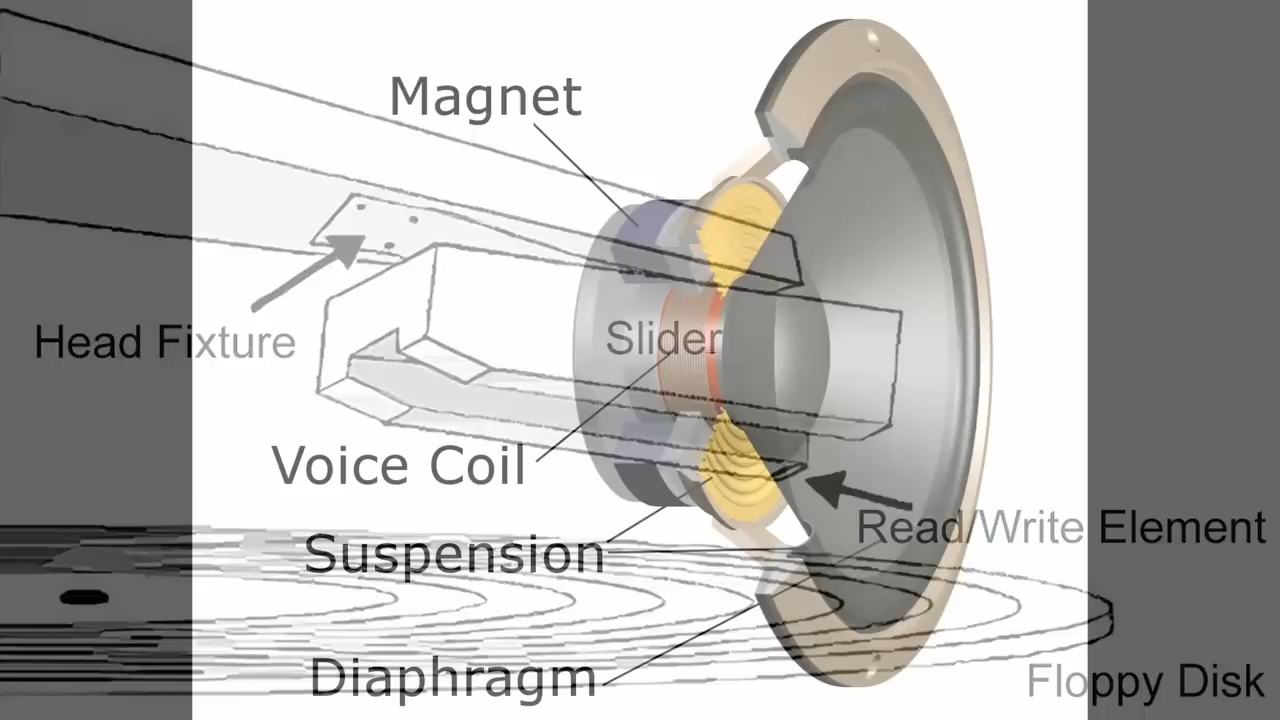 Magnet
Head Fixture
Slider
Voice Coil
Read/Write Element
Suspension
Diaphragm
Floppy Disk